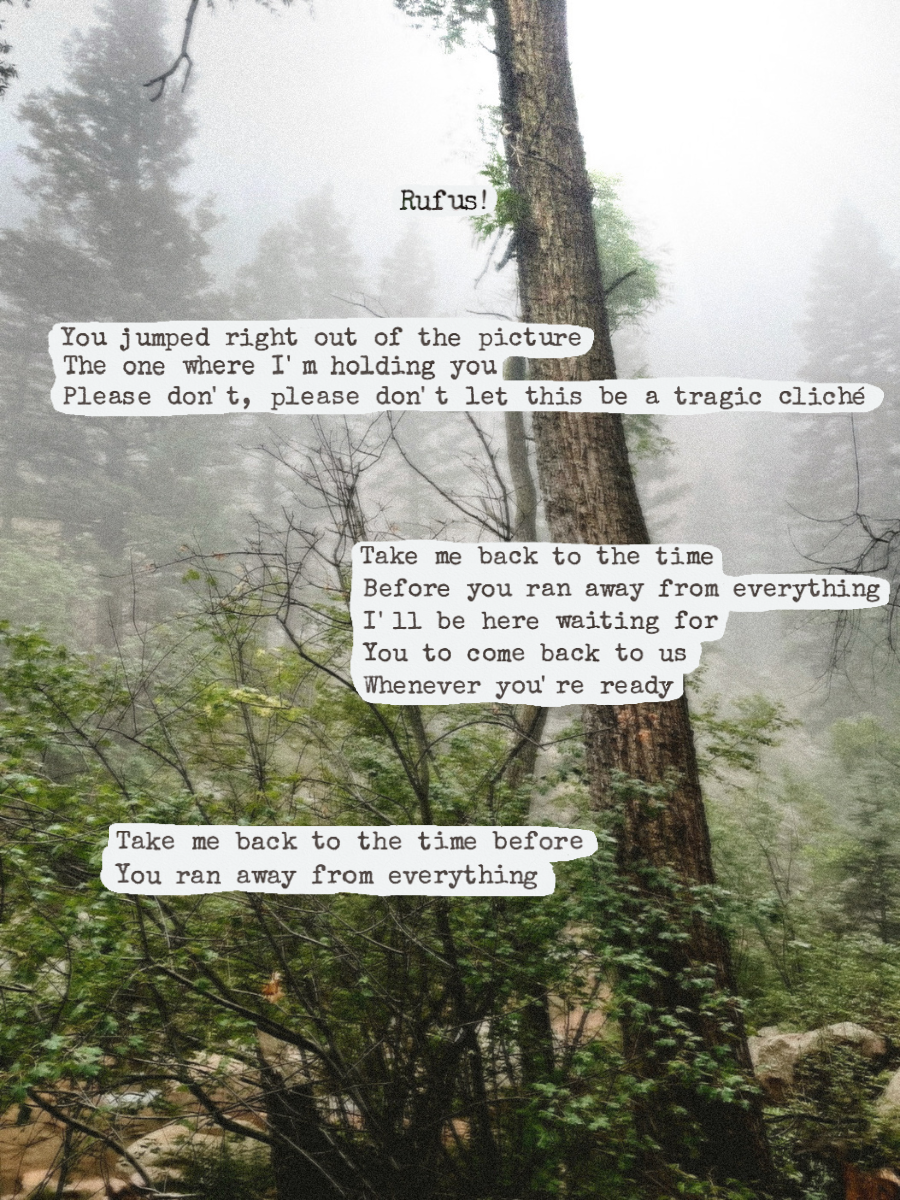 Rufus!
You jumped right out of the picture
The one where I'm holding you
Please don't, please don't let this be a tragic cliché
Take me back to the time
Before you ran away from everything
I'll be here waiting for
You to come back to us
Whenever you're ready
Take me back to the time before
You ran away from everything